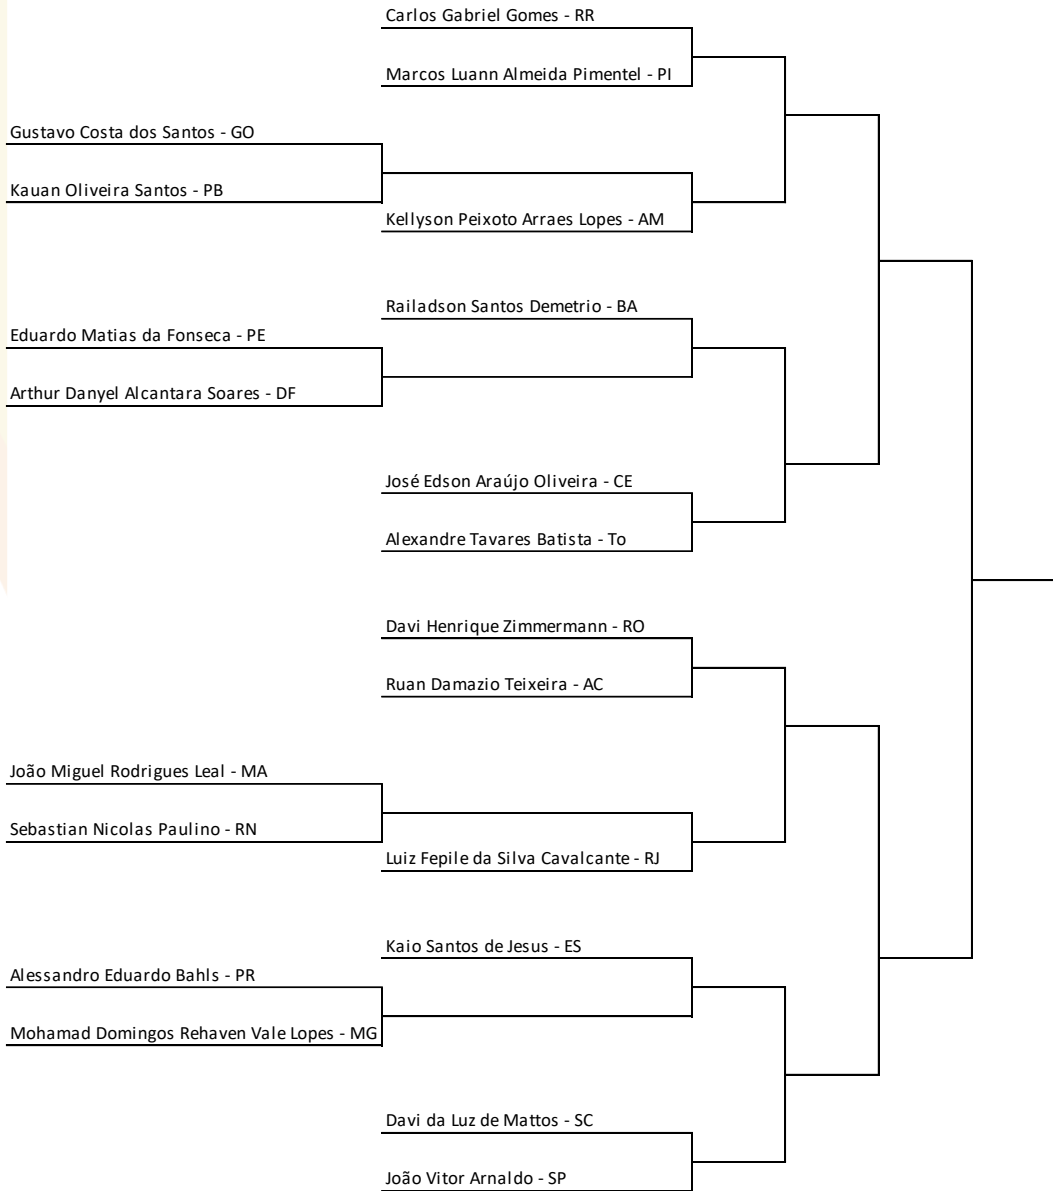 Carlos Gabriel Gomes - RR
Marcos Luann Almeida Pimentel - PI
Gustavo Costa dos Santos - GO
Kauan Oliveira Santos - PB
Kellyson Peixoto Arraes Lopes - AM
Railadson Santos Demetrio - BA
Eduardo Matias da Fonseca - PE
Arthur Danyel Alcantara Soares - DF
José Edson Araújo Oliveira - CE
Alexandre Tavares Batista - To
Davi Henrique Zimmermann - RO
Ruan Damazio Teixeira - AC
João Miguel Rodrigues Leal - MA
Sebastian Nicolas Paulino - RN
Luiz Fepile da Silva Cavalcante - RJ
Kaio Santos de Jesus - ES
Alessandro Eduardo Bahls - PR
Mohamad Domingos Rehaven Vale Lopes - MG
Davi da Luz de Mattos - SC
João Vitor Arnaldo - SP